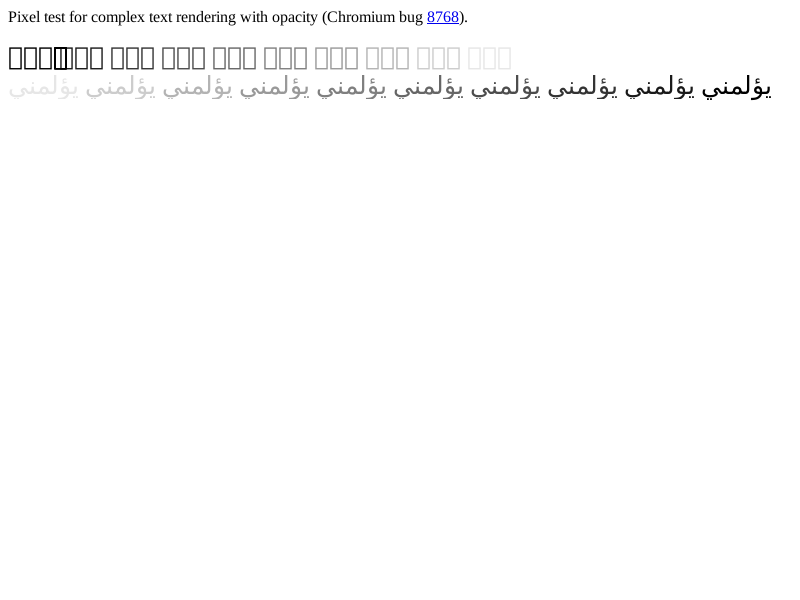 Pixel test for complex text rendering with opacity (Chromium bug 8768).
يؤلمني يؤلمني يؤلمني يؤلمني يؤلمني يؤلمني يؤلمني يؤلمني يؤلمني يؤلمني